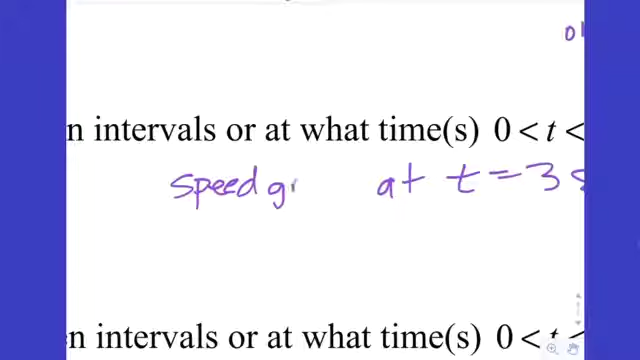 n intervals or at what time(s) 0 < t <
speed gr at t = 3 s
n intervals or at what time(s) 0 < t <